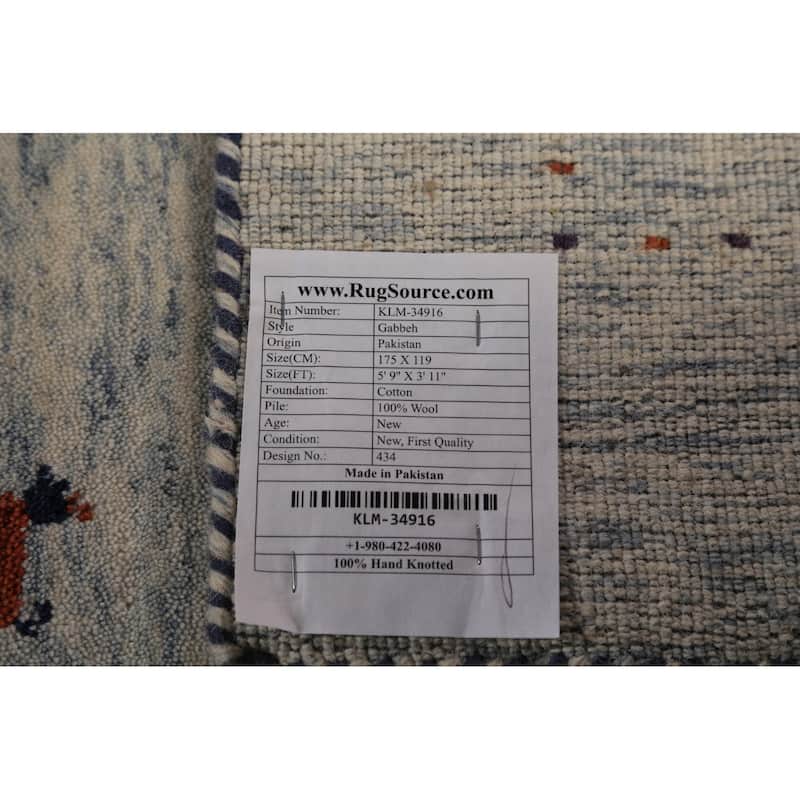 www.RugSource.com
Item Number: KLM-34916
Style Gabbeh
Origin Pakistan
Size(CM): 175 X 119
Size(FT): 5' 9" X 3' 11"
Foundation: Cotton
Pile: 100% Wool
Age: New
Condition: New, First Quality
Design No.: 434
Made in Pakistan
KLM-34916
+1-980-422-4080
100% Hand Knotted